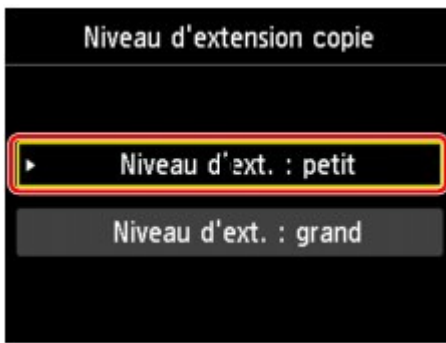 Niveau d'extension copie
Niveau d'ext. : petit
Niveau d'ext. : grand